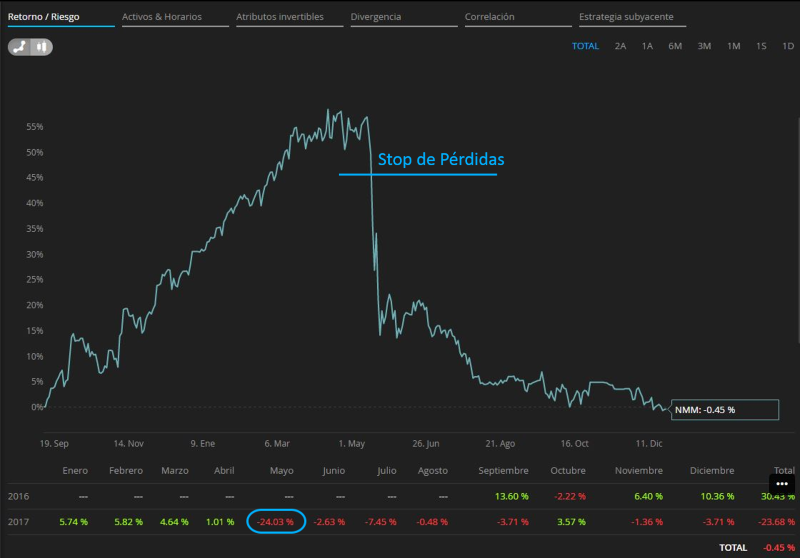 Retorno / Riesgo Activos & Horarios Atributos invertibles Divergencia Correlación Estrategia subyacente
TOTAL 2A 1A 6M 3M 1M 1S 1D
55%
50%
45%
40%
35%
30%
25%
20%
15%
10%
5%
0%
Stop de Pérdidas
NMM: -0.45 %
19. Sep 14. Nov 9. Ene 6. Mar 1. May 26. Jun 21. Ago 16. Oct 11. Dic
Enero Febrero Marzo Abril Mayo Junio Julio Agosto Septiembre Octubre Noviembre Diciembre Total
2016 --- --- --- --- --- --- --- --- 13.60 % -2.22 % 6.40 % 10.36 % 30.43 %
2017 5.74 % 5.82 % 4.64 % 1.01 % -24.03 % -2.63 % -7.45 % -0.48 % -3.71 % 3.57 % -1.36 % -3.71 % -23.68 %
TOTAL -0.45 %